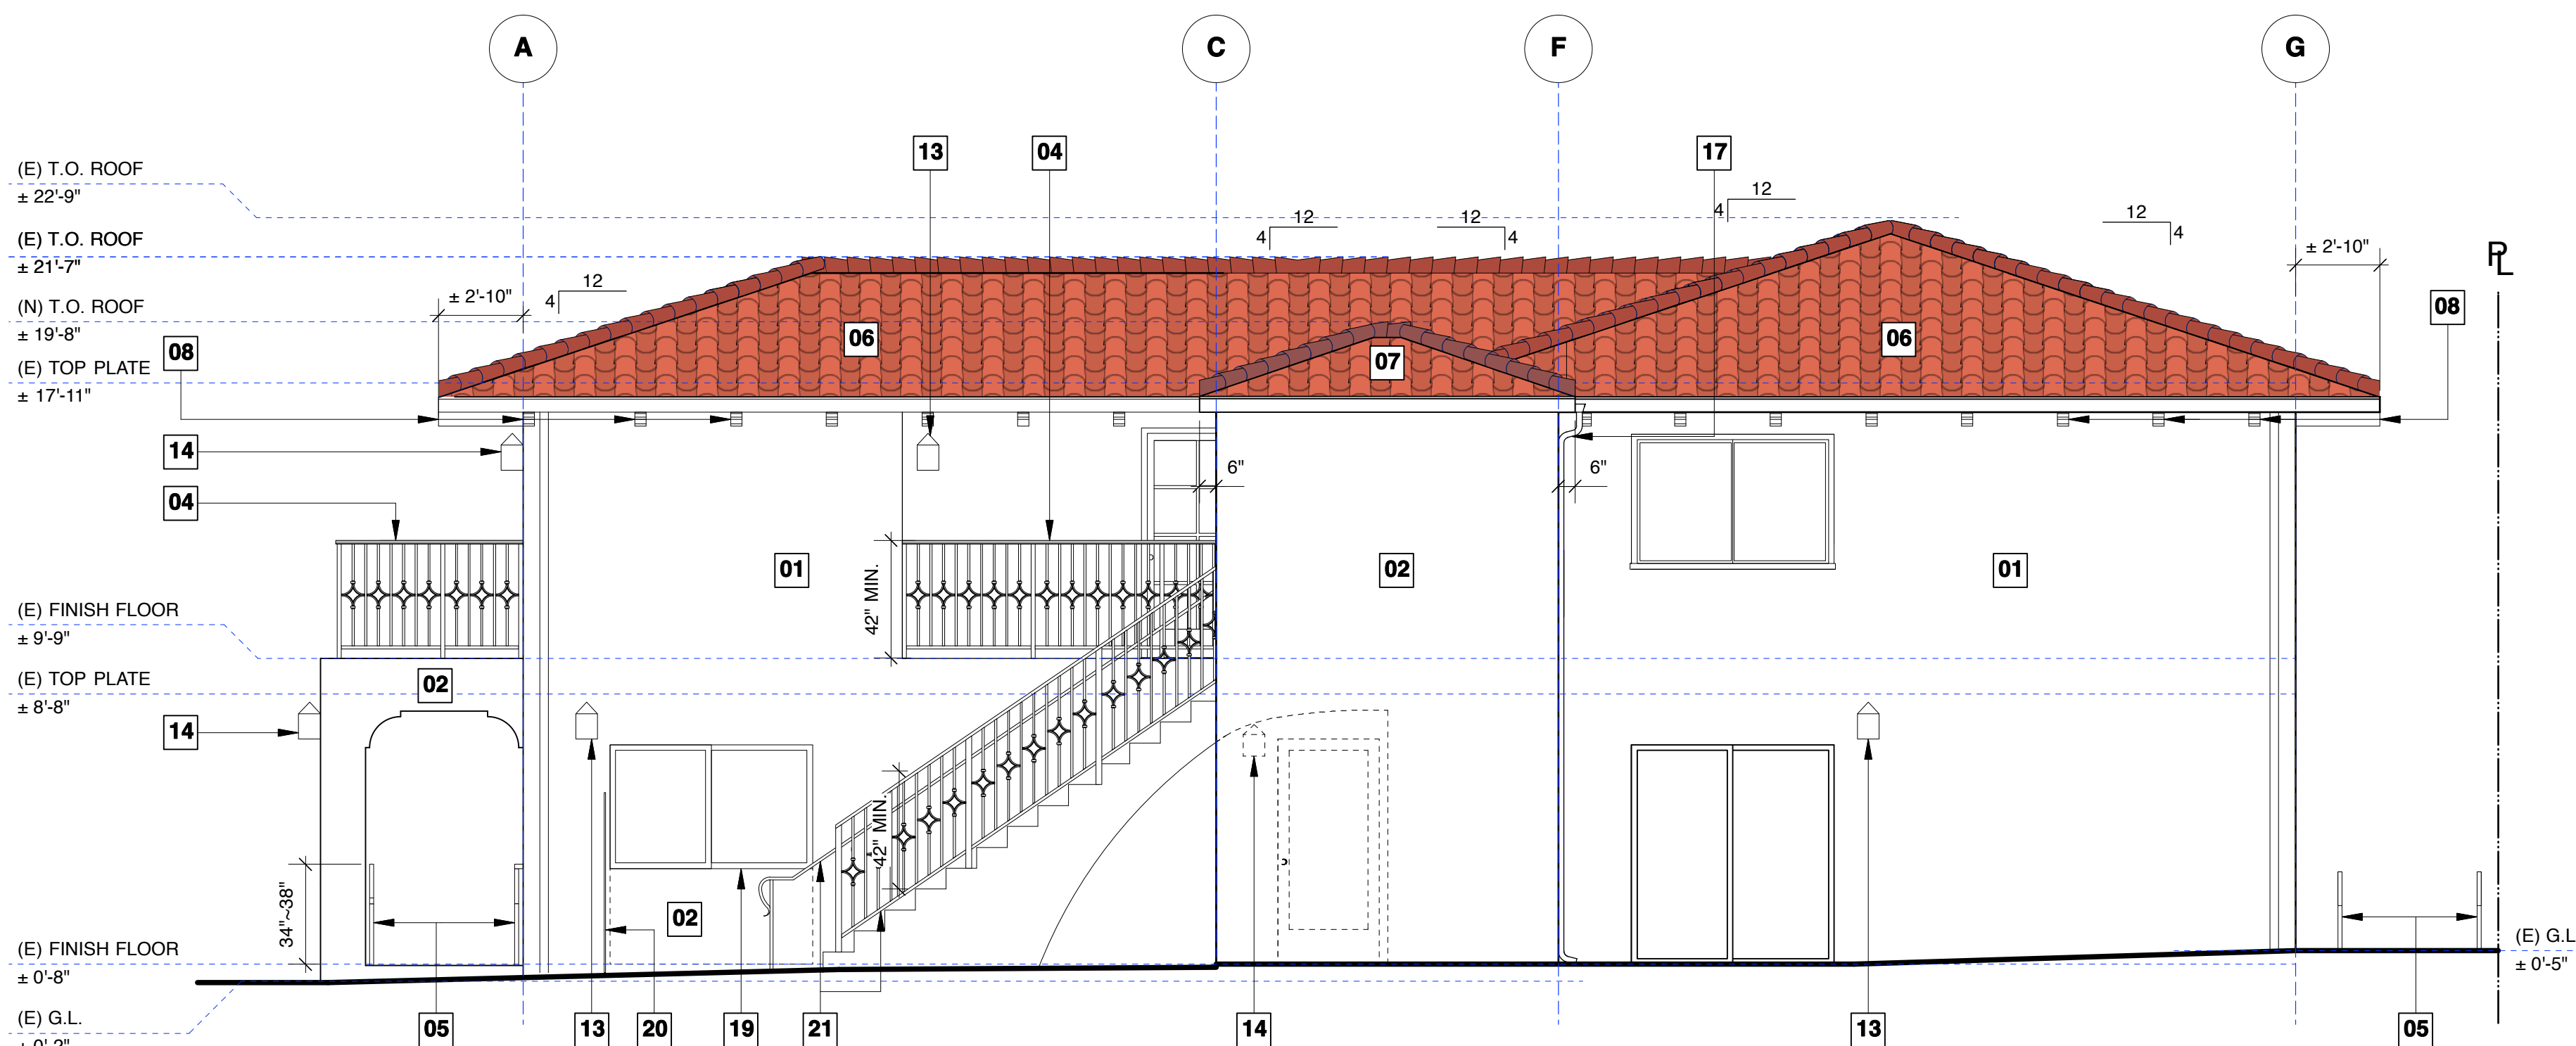 A
C
F
G
13
04
17
(E) T.O. ROOF
± 22'-9"
12
4
12
4
12
4
12
4
(E) T.O. ROOF
± 21'-7"
± 2'-10"
PL
12
4
± 2'-10"
(N) T.O. ROOF
± 19'-8"
08
08
06
06
07
(E) TOP PLATE
± 17'-11"
14
6"
6"
04
01
42" MIN.
02
01
(E) FINISH FLOOR
± 9'-9"
(E) TOP PLATE
± 8'-8"
02
14
42" MIN.
34"~38"
02
(E) FINISH FLOOR
± 0'-8"
(E) G.L
± 0'-5"
(E) G.L.
05
13
20
19
21
14
13
05